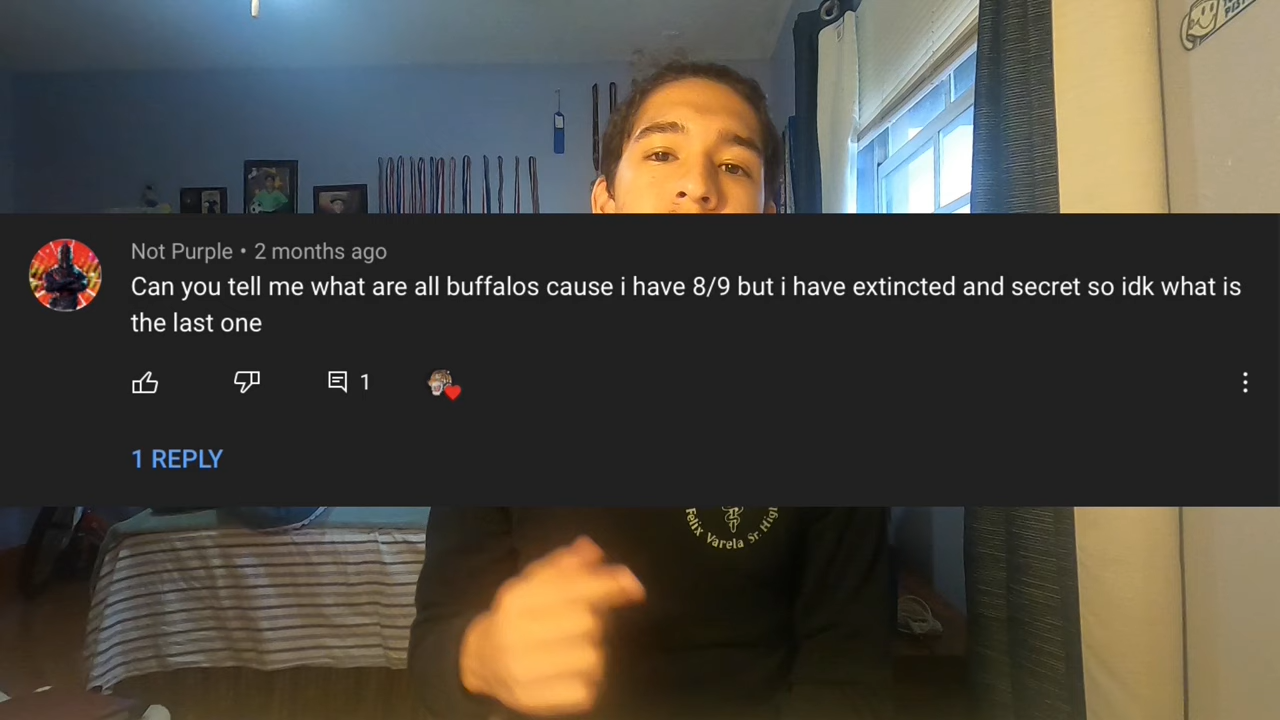 Not Purple • 2 months ago
Can you tell me what are all buffalos cause i have 8/9 but i have extincted and secret so idk what is
the last one
1
1 REPLY
Felix Varela Sr. High